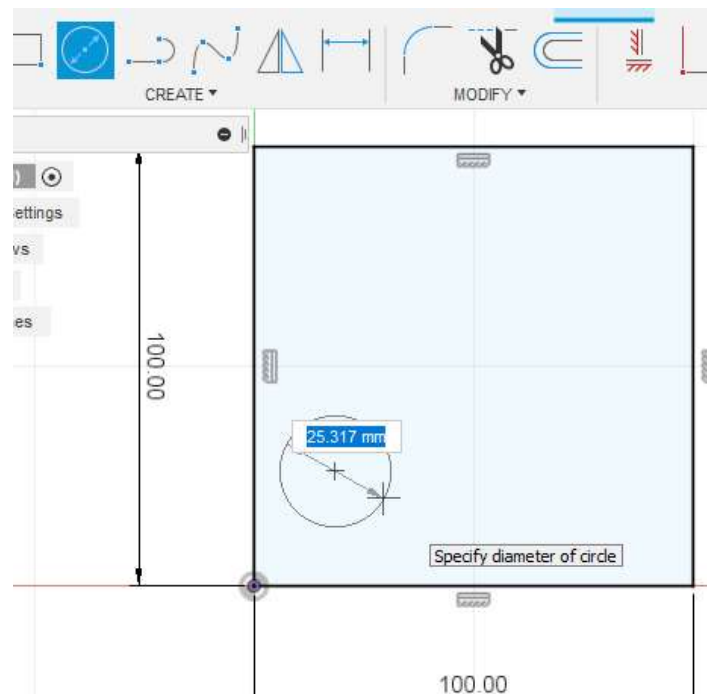 CREATE ▼
MODIFY ▼
ettings
vs
es
100.00
25.317 mm
Specify diameter of circle
100.00